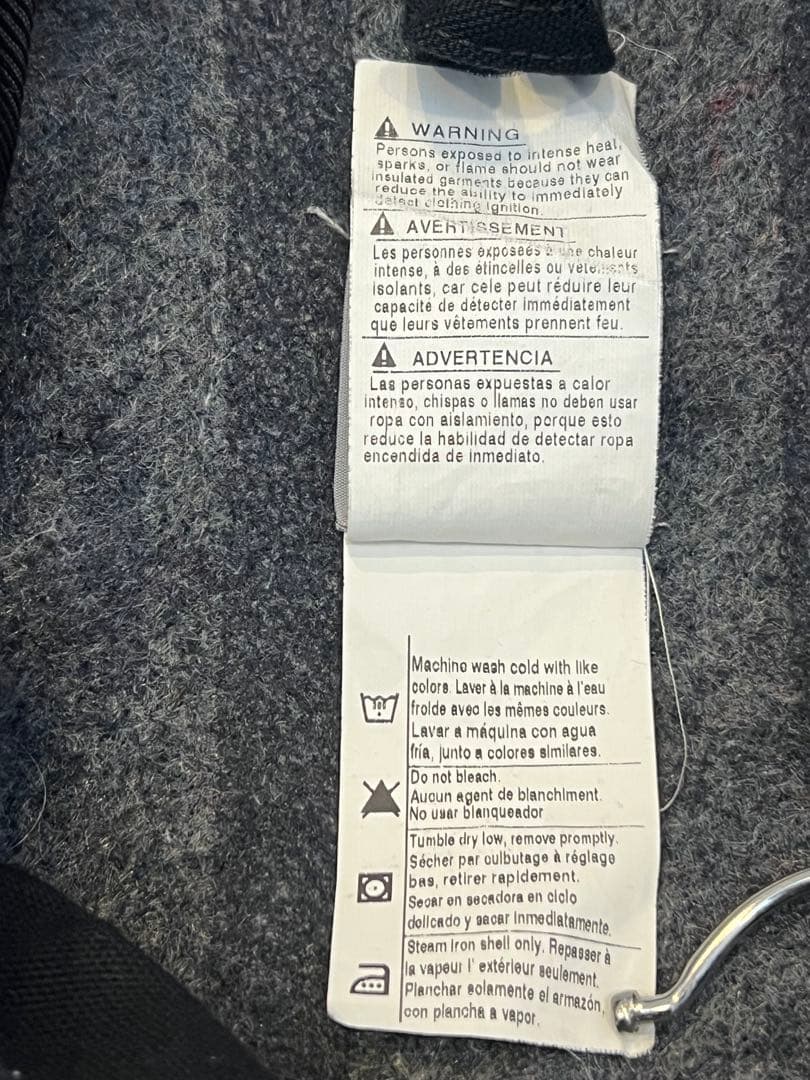 WARNING
Persons exposed to intense heat,
sparks, or flame should not wear
insulated garments because they can
reduce the ability to immediately
detect clothing ignition.
AVERTISSEMENT
Les personnes exposées à une chaleur
intense, à des étincelles ou vêtements
isolants, car cele peut réduire leur
capacité de détecter immédiatement
que leurs vêtements prennent feu.
ADVERTENCIA
Las personas expuestas a calor
intenso, chispas o llamas no deben usar
ropa con aislamiento, porque esto
reduce la habilidad de detectar ropa
encendida de inmediato.
Machine wash cold with like
colors. Laver à la machine à l'eau
froide avec les mêmes couleurs.
Lavar a máquina con agua
fría, junto a colores similares.
Do not bleach.
Aucun agent de blanchiment.
No usar blanqueador
Tumble dry low, remove promptly.
Sécher par culbutage à réglage
bas, retirer rapidement.
Secar en secadora en ciclo
delicado y sacar inmediatamente.
Steam iron shell only. Repasser à
la vapeur l' extérieur seulement.
Planchar solamente el armazón,
con plancha a vapor.